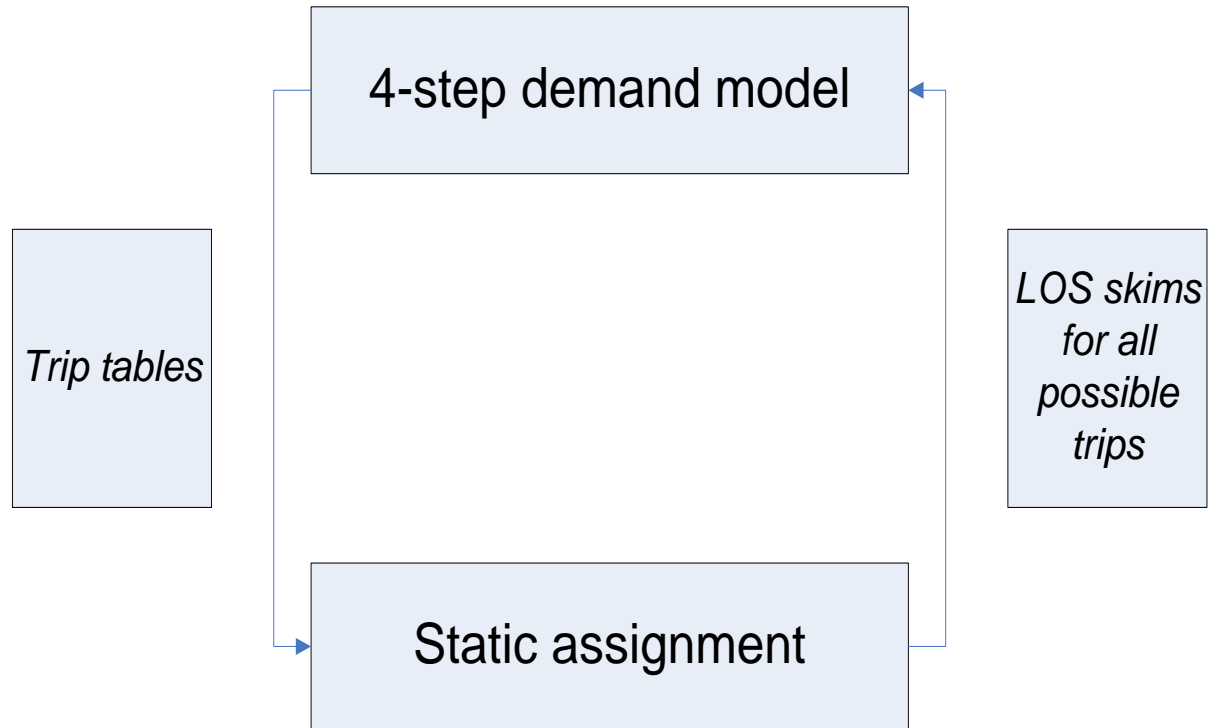 4-step demand model
Trip tables
LOS skims
for all
possible
trips
Static assignment